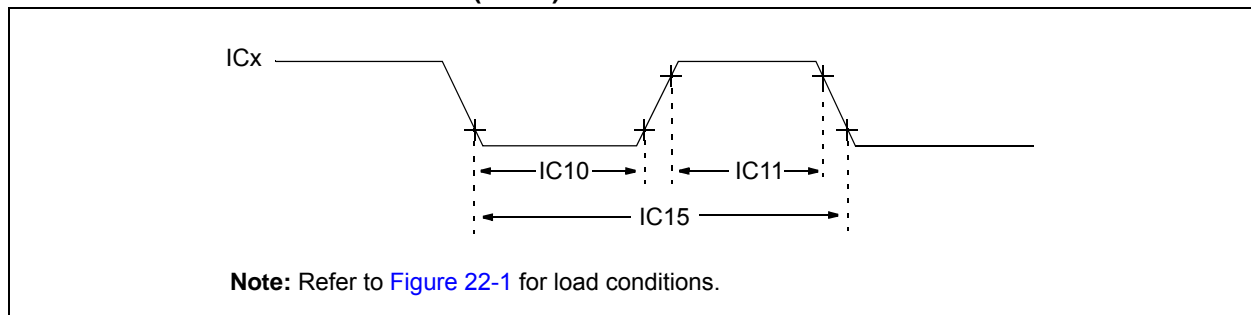 ICx
IC10
IC11
IC15
Note: Refer to Figure 22-1 for load conditions.